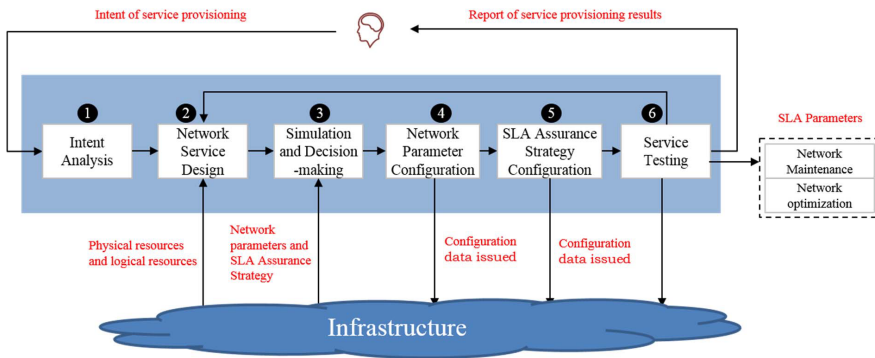 Intent of service provisioning
Report of service provisioning results
1
2
3
4
5
6
Intent
Analysis
Network
Service
Design
Simulation
and Decision
-making
Network
Parameter
Configuration
SLA Assurance
Strategy
Configuration
Service
Testing
SLA Parameters
Network
Maintenance
Network
optimization
Physical resources
and logical resources
Network
parameters and
SLA Assurance
Strategy
Configuration
data issued
Configuration
data issued
Infrastructure